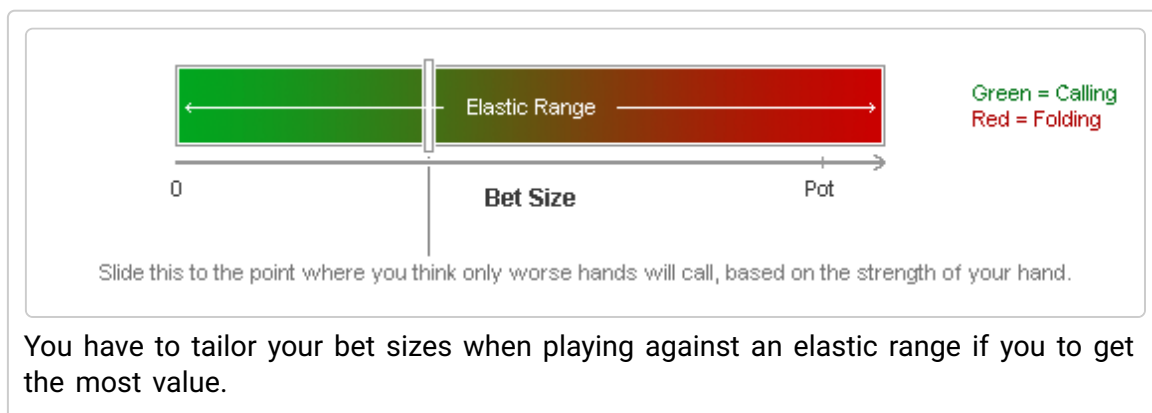 Elastic Range
Green = Calling
Red = Folding
0
Pot
Bet Size
Slide this to the point where you think only worse hands will call, based on the strength of your hand.
You have to tailor your bet sizes when playing against an elastic range if you to get
the most value.